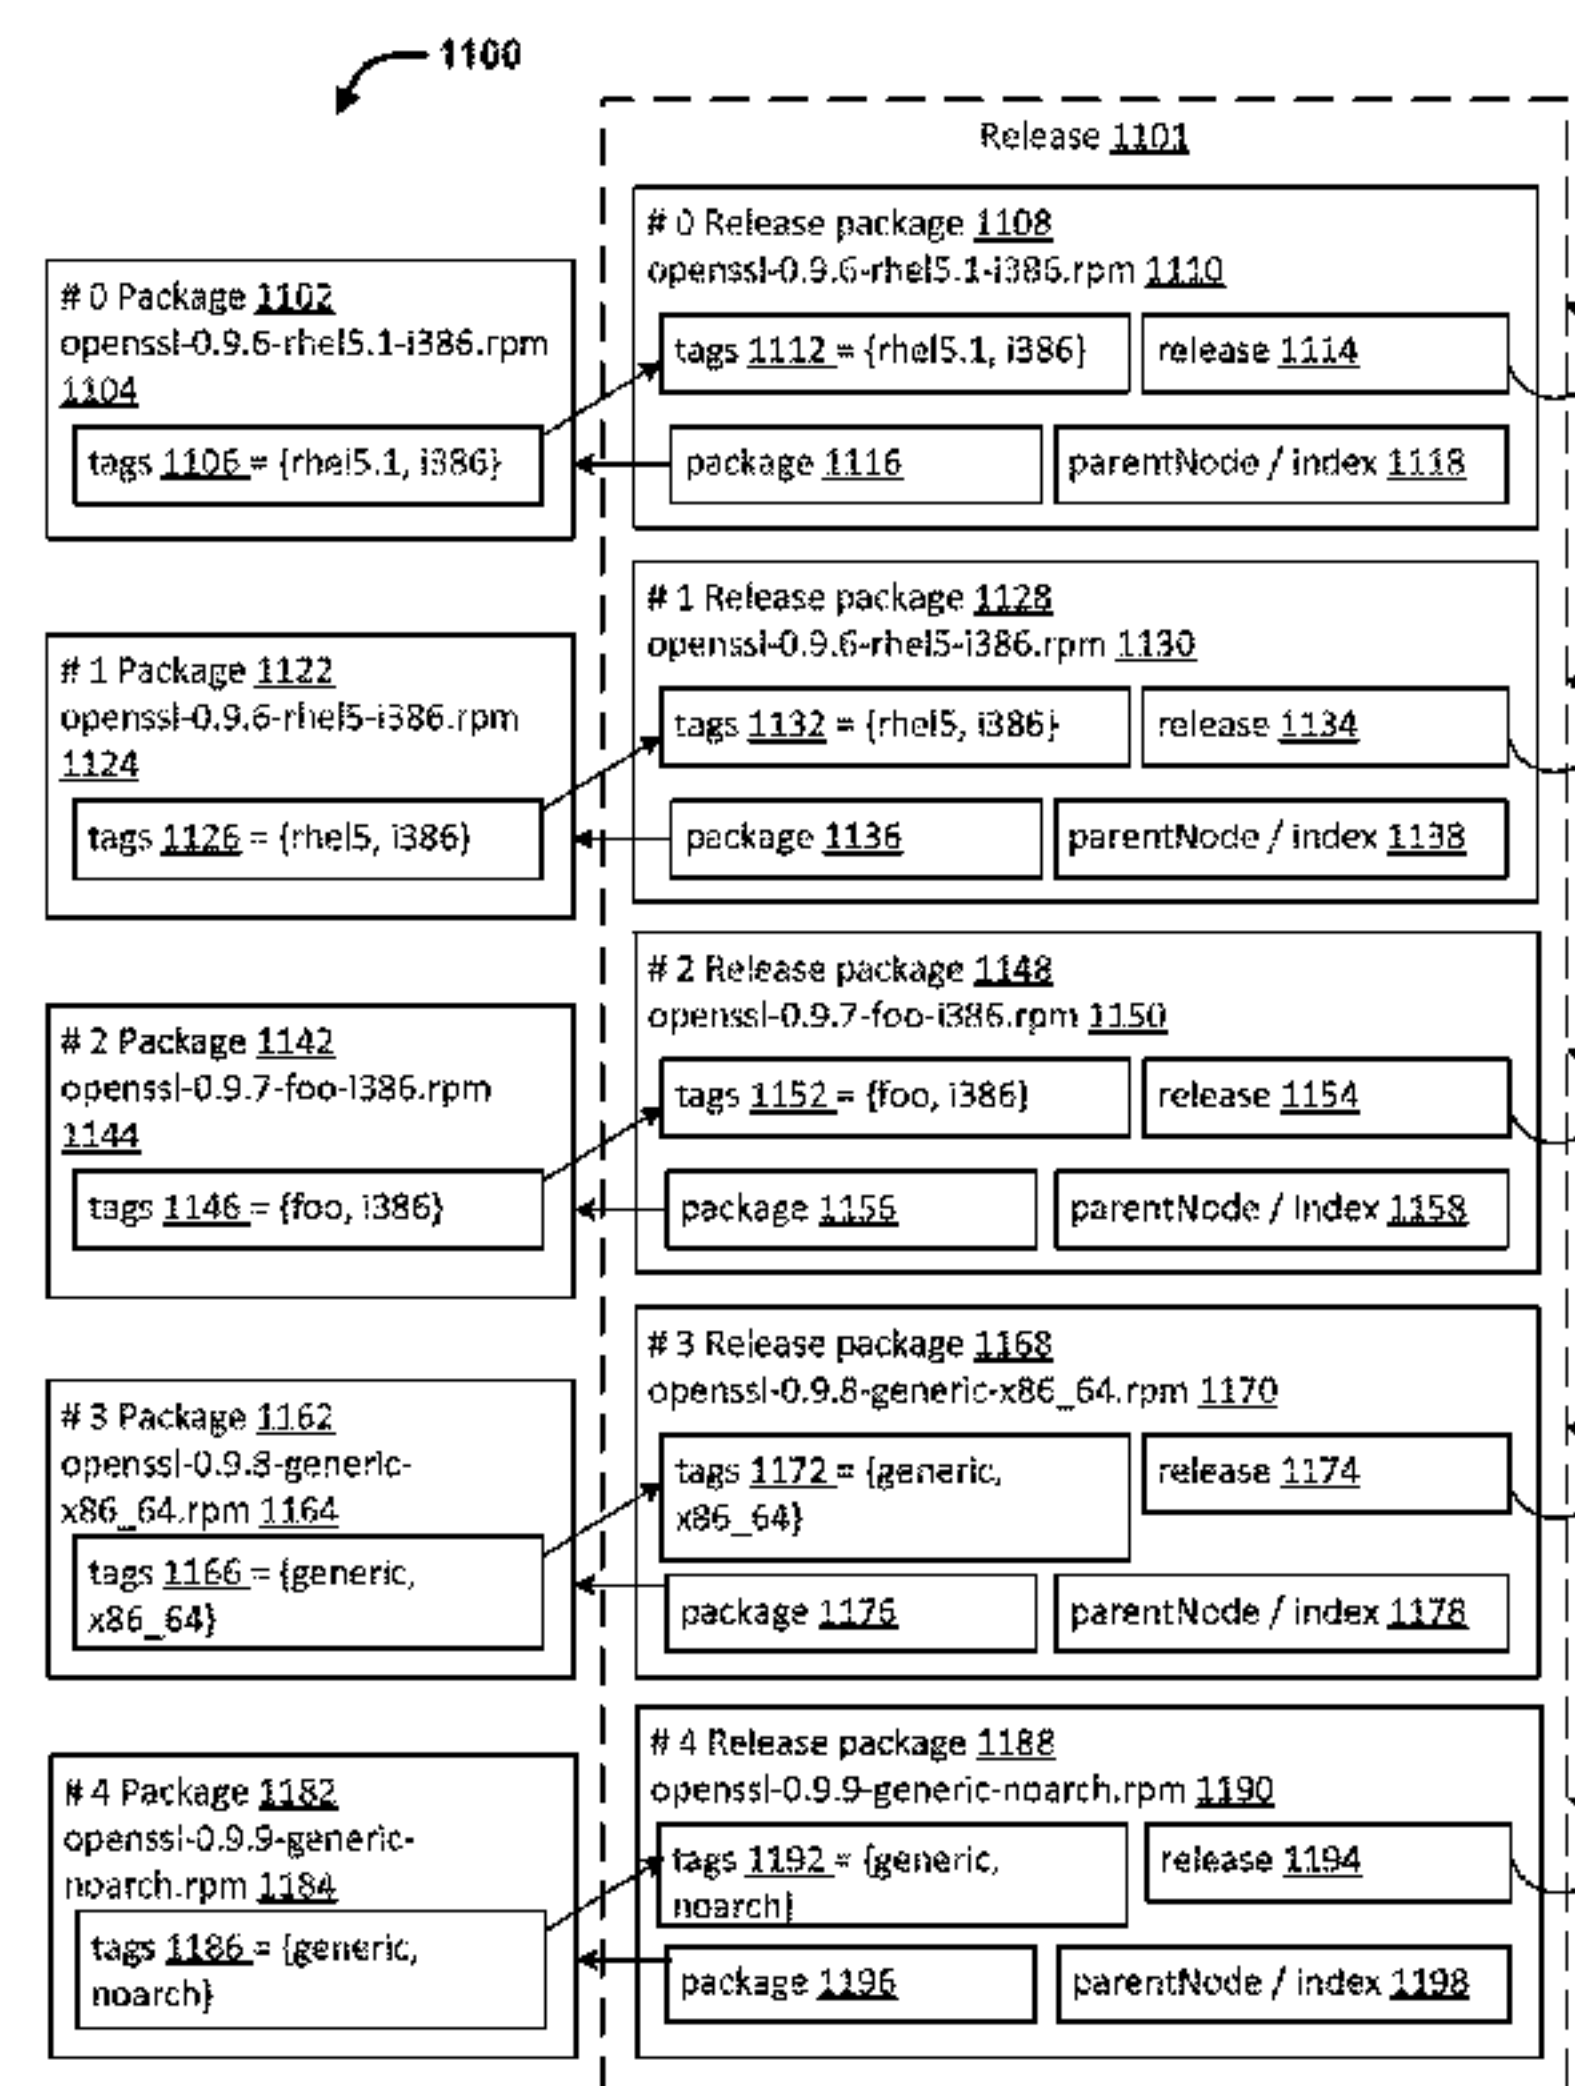 1100
Release 1101
# 0 Package 1102
openssl-0.9.6-rhel5.1-i386.rpm
1104
tags 1106 = {rhel5.1, i386}
# 0 Release package 1108
openssl-0.9.6-rhel5.1-i386.rpm 1110
tags 1112 = {rhel5.1, i386}
release 1114
package 1116
parentNode / index 1118
# 1 Package 1122
openssl-0.9.6-rhel5-i386.rpm
1124
tags 1126 = {rhel5, i386}
# 1 Release package 1128
openssl-0.9.6-rhel5-i386.rpm 1130
tags 1132 = {rhel5, i386}
release 1134
package 1136
parentNode / index 1138
# 2 Package 1142
openssl-0.9.7-foo-i386.rpm
1144
tags 1146 = {foo, i386}
# 2 Release package 1148
openssl-0.9.7-foo-i386.rpm 1150
tags 1152 = {foo, i386}
release 1154
package 1156
parentNode / index 1158
# 3 Package 1162
openssl-0.9.8-generic-
x86_64.rpm 1164
tags 1166 = {generic,
x86_64}
# 3 Release package 1168
openssl-0.9.8-generic-x86_64.rpm 1170
tags 1172 = {generic,
x86_64}
release 1174
package 1176
parentNode / index 1178
# 4 Package 1182
openssl-0.9.9-generic-
noarch.rpm 1184
tags 1186 = {generic,
noarch}
# 4 Release package 1188
openssl-0.9.9-generic-noarch.rpm 1190
tags 1192 = {generic,
noarch}
release 1194
package 1196
parentNode / index 1198